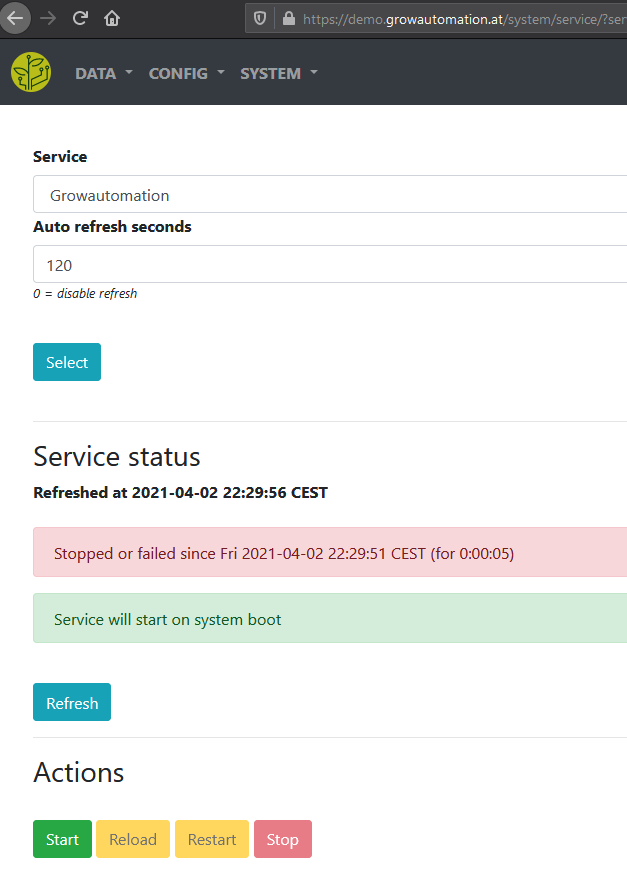 https://demo.growautomation.at/system/service/?ser
DATA
CONFIG
SYSTEM
Service
Growautomation
Auto refresh seconds
120
0 = disable refresh
Select
Service status
Refreshed at 2021-04-02 22:29:56 CEST
Stopped or failed since Fri 2021-04-02 22:29:51 CEST (for 0:00:05)
Service will start on system boot
Refresh
Actions
Start Reload Restart Stop